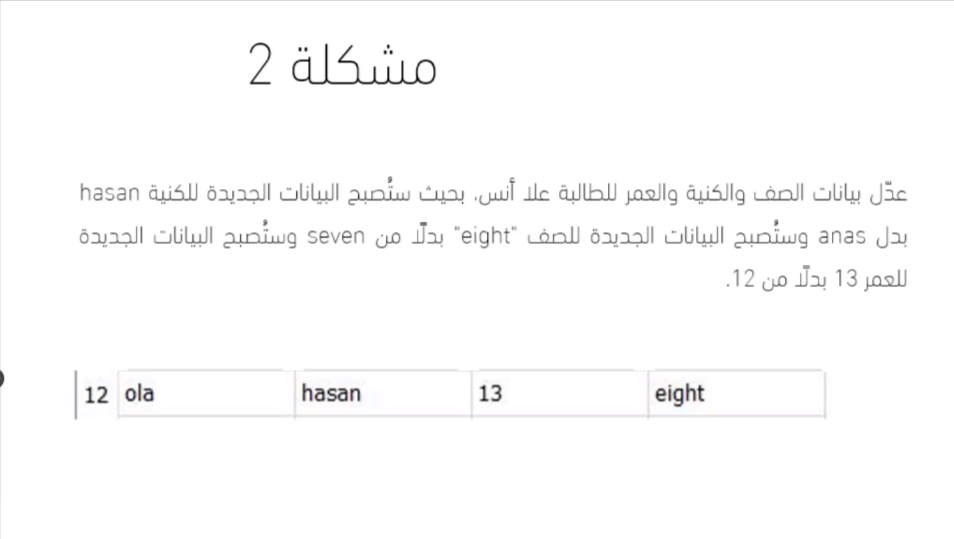 مشكلة 2
عدّل بيانات الصف والكنية والعمر للطالبة علا أنس، بحيث ستُصبح البيانات الجديدة للكنية hasan
بدل anas وستُصبح البيانات الجديدة للصف "eight" بدلًا من seven وستُصبح البيانات الجديدة
للعمر 13 بدلًا من 12.
12 ola hasan 13 eight